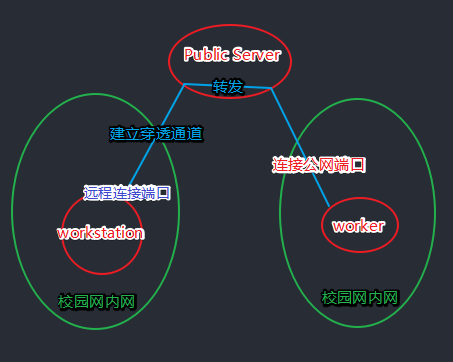 Public Server
转发
建立穿透通道
连接公网端口
远程连接端口
workstation
worker
校园网内网
校园网内网